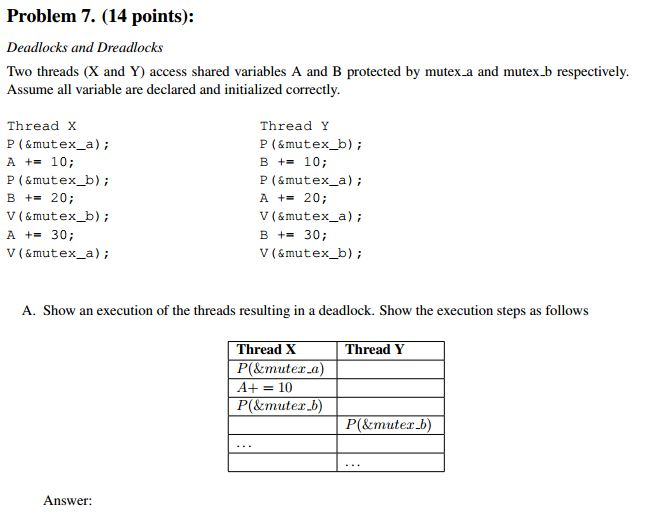 Problem 7. (14 points):
Deadlocks and Dreadlocks
Two threads (X and Y) access shared variables A and B protected by mutex_a and mutex_b respectively.
Assume all variable are declared and initialized correctly.
Thread X
P(&mutex_a);
A += 10;
P(&mutex_b);
B += 20;
V(&mutex_b);
A += 30;
V(&mutex_a);
Thread Y
P(&mutex_b);
B += 10;
P(&mutex_a);
A += 20;
V(&mutex_a);
B += 30;
V(&mutex_b);
A. Show an execution of the threads resulting in a deadlock. Show the execution steps as follows
Thread X Thread Y
P(&mutex_a)
A+ = 10
P(&mutex_b)
P(&mutex_b)
...
...
Answer: